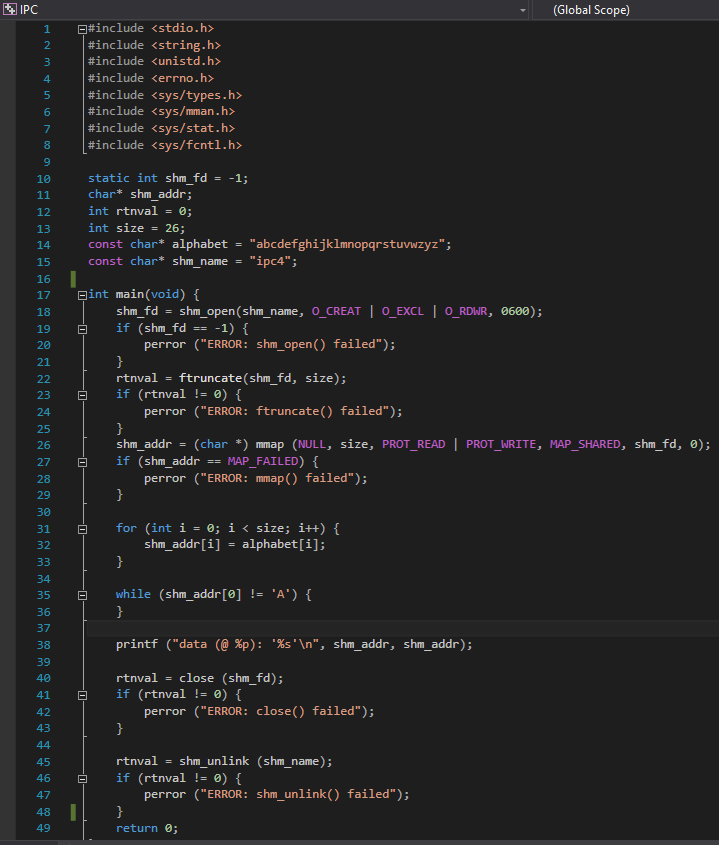 IPC (Global Scope)
1 #include <stdio.h>
2 #include <string.h>
3 #include <unistd.h>
4 #include <errno.h>
5 #include <sys/types.h>
6 #include <sys/mman.h>
7 #include <sys/stat.h>
8 #include <sys/fcntl.h>
9
10 static int shm_fd = -1;
11 char* shm_addr;
12 int rtnval = 0;
13 int size = 26;
14 const char* alphabet = "abcdefghijklmnopqrstuvwzyz";
15 const char* shm_name = "ipc4";
16
17 int main(void) {
18 shm_fd = shm_open(shm_name, O_CREAT | O_EXCL | O_RDWR, 0600);
19 if (shm_fd == -1) {
20 perror ("ERROR: shm_open() failed");
21 }
22 rtnval = ftruncate(shm_fd, size);
23 if (rtnval != 0) {
24 perror ("ERROR: ftruncate() failed");
25 }
26 shm_addr = (char *) mmap (NULL, size, PROT_READ | PROT_WRITE, MAP_SHARED, shm_fd, 0);
27 if (shm_addr == MAP_FAILED) {
28 perror ("ERROR: mmap() failed");
29 }
30
31 for (int i = 0; i < size; i++) {
32 shm_addr[i] = alphabet[i];
33 }
34
35 while (shm_addr[0] != 'A') {
36 }
37
38 printf ("data (@ %p): '%s'\n", shm_addr, shm_addr);
39
40 rtnval = close (shm_fd);
41 if (rtnval != 0) {
42 perror ("ERROR: close() failed");
43 }
44
45 rtnval = shm_unlink (shm_name);
46 if (rtnval != 0) {
47 perror ("ERROR: shm_unlink() failed");
48 }
49 return 0;